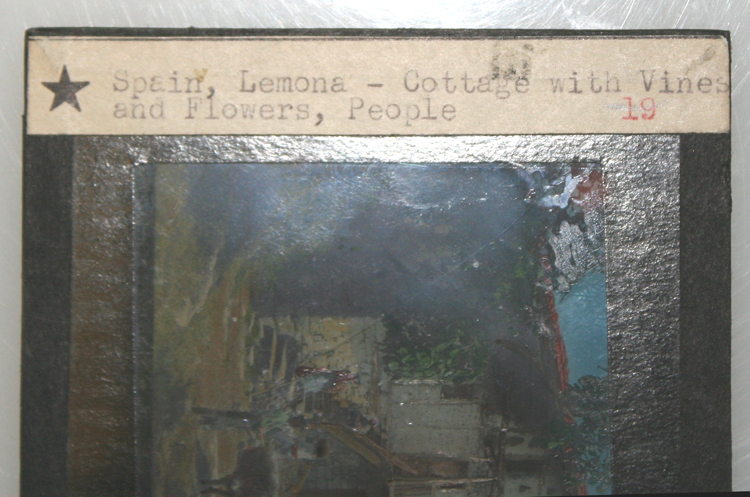 Spain, Lemona - Cottage with Vines
and Flowers, People 19